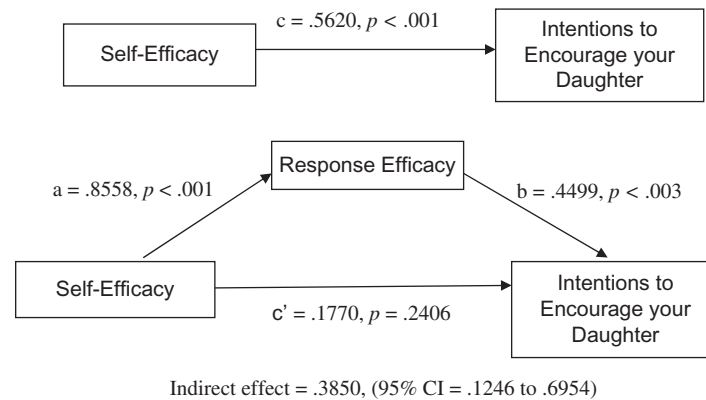 c = .5620, p < .001
Self-Efficacy
Intentions to
Encourage your
Daughter
Response Efficacy
a = .8558, p < .001
b = .4499, p < .003
Self-Efficacy
Intentions to
Encourage your
Daughter
c' = .1770, p = .2406
Indirect effect = .3850, (95% CI = .1246 to .6954)